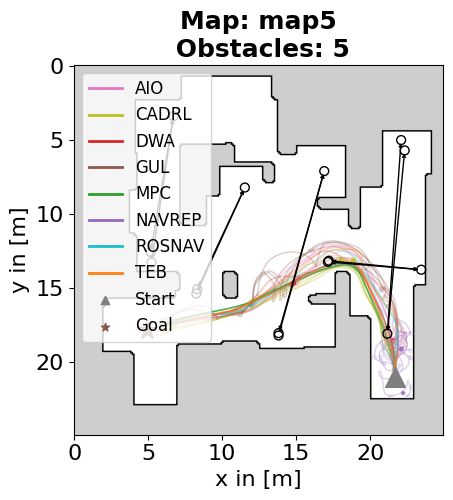 Map: map5
Obstacles: 5
AIO
CADRL
DWA
GUL
MPC
NAVREP
ROSNAV
TEB
Start
Goal
0
5
10
15
20
y in [m]
0
5
10
15
20
x in [m]